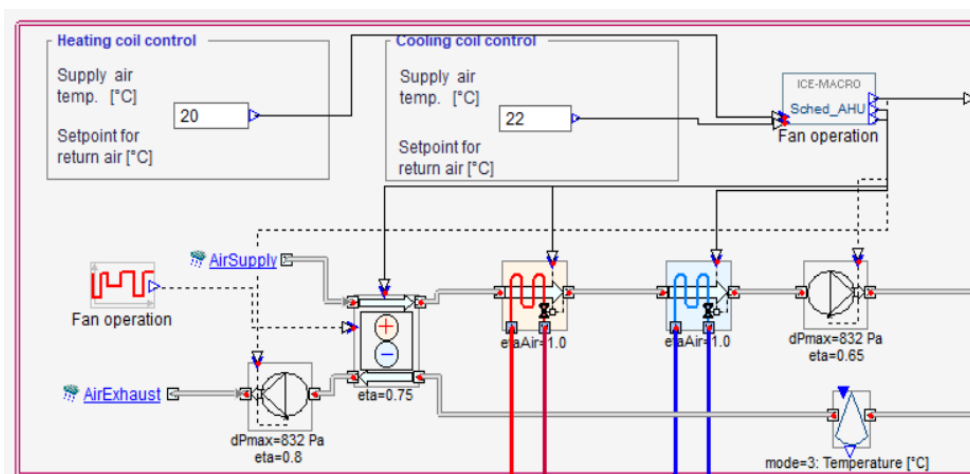 Heating coil control
Supply air
temp. [°C]
20
Setpoint for
return air [°C]
Cooling coil control
Supply air
temp. [°C]
22
Setpoint for
return air [°C]
ICE-MACRO
Sched_AHU
Fan operation
AirSupply
Fan operation
AirExhaust
dPmax=832 Pa
eta=0.8
eta=0.75
etaAir=1.0
etaAir=1.0
dPmax=832 Pa
eta=0.65
mode=3: Temperature [°C]